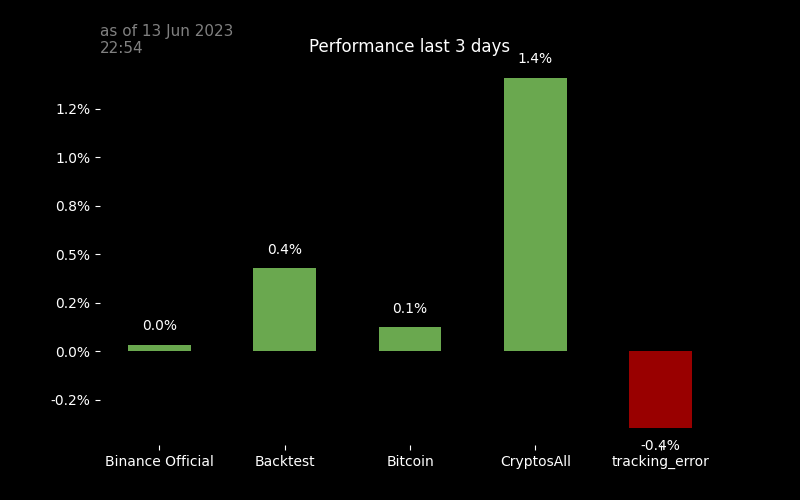 as of 13 Jun 2023
22:54
Performance last 3 days
1.4%
1.2%
1.0%
0.8%
0.5%
0.4%
0.2%
0.1%
0.0%
0.0%
-0.2%
-0.4%
Binance Official
Backtest
Bitcoin
CryptosAll
tracking_error